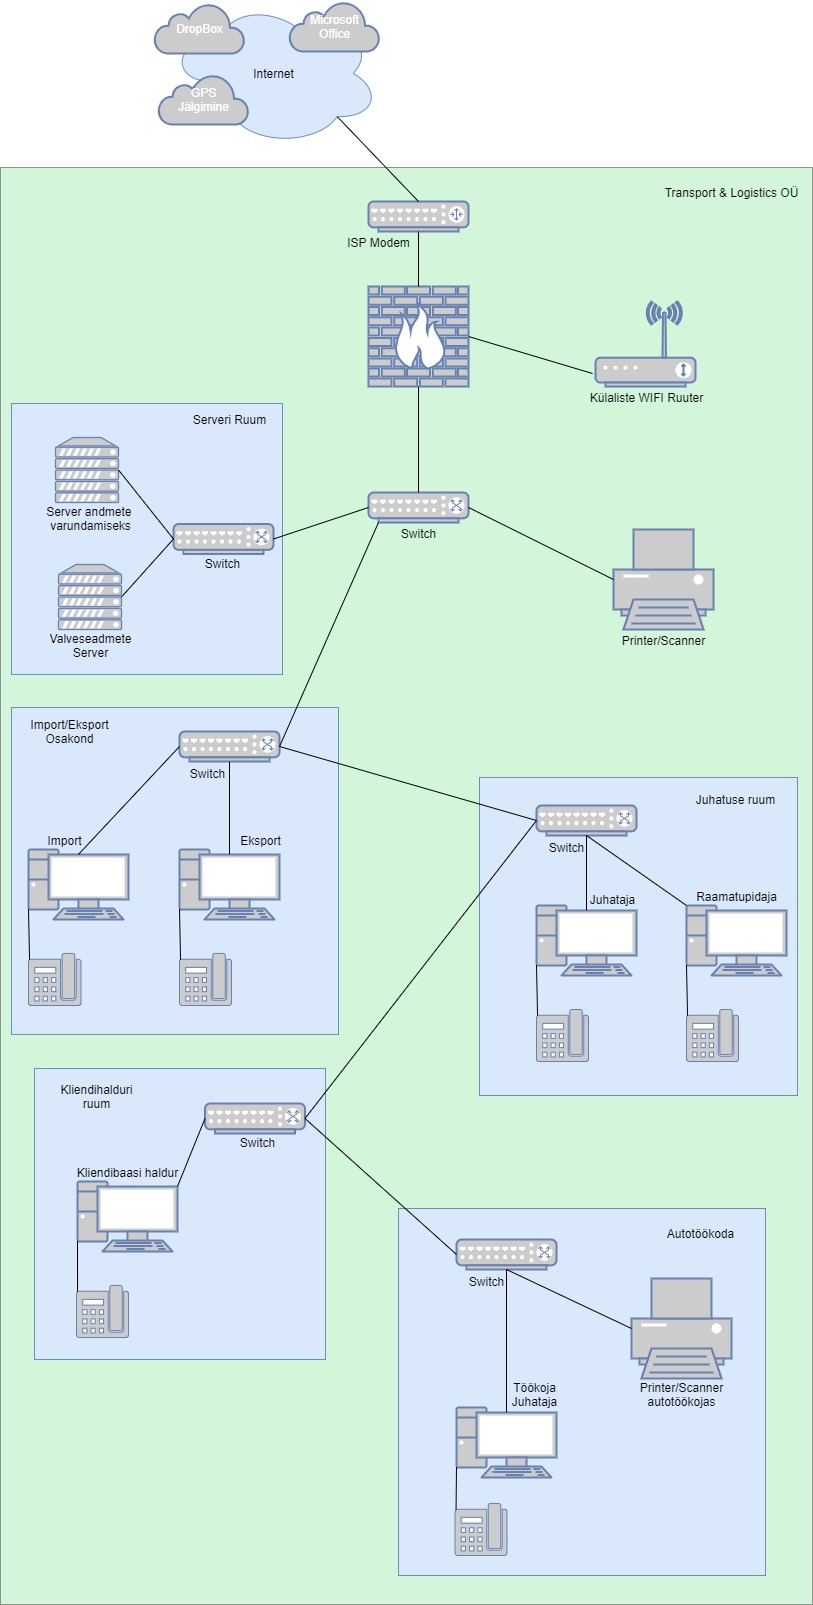 DropBox
Microsoft
Office
Internet
GPS
Jälgimine
Transport & Logistics OÜ
ISP Modem
Külaliste WIFI Ruuter
Serveri Ruum
Server andmete
varundamiseks
Switch
Valveseadmete
Server
Switch
Printer/Scanner
Import/Eksport
Osakond
Switch
Import
Eksport
Juhatuse ruum
Switch
Juhataja
Raamatupidaja
Kliendihalduri
ruum
Switch
Kliendibaasi haldur
Autotöökoda
Switch
Töökoja
Juhataja
Printer/Scanner
autotöökojas